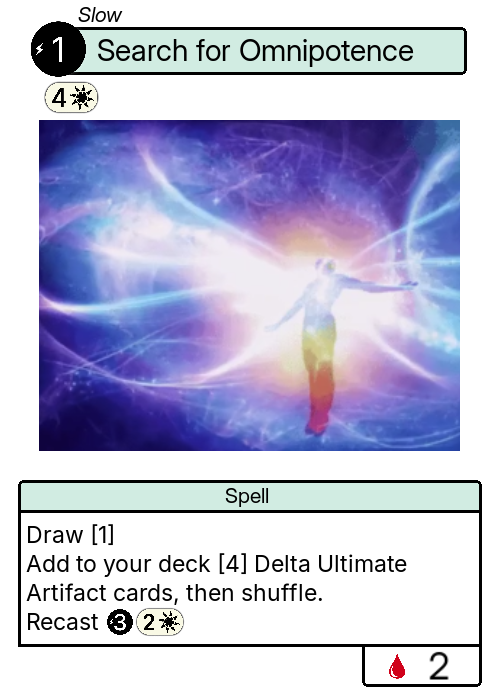 Slow
1 Search for Omnipotence
4
Spell
Draw [1]
Add to your deck [4] Delta Ultimate
Artifact cards, then shuffle.
Recast 3 2
2